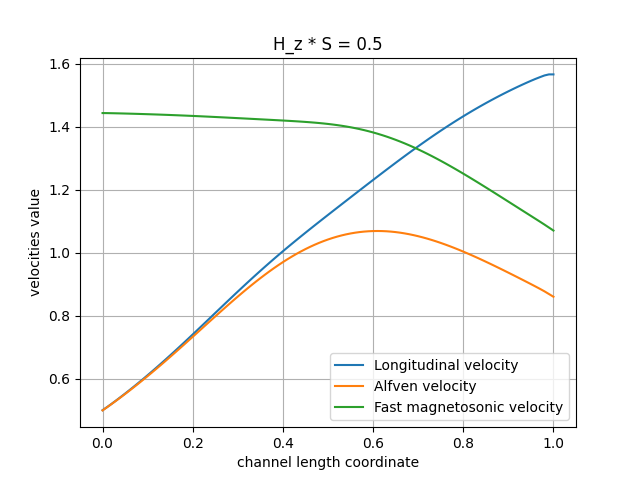 H_z * S = 0.5
velocities value
1.6
1.4
1.2
1.0
0.8
0.6
Longitudinal velocity
Alfven velocity
Fast magnetosonic velocity
0.0 0.2 0.4 0.6 0.8 1.0
channel length coordinate